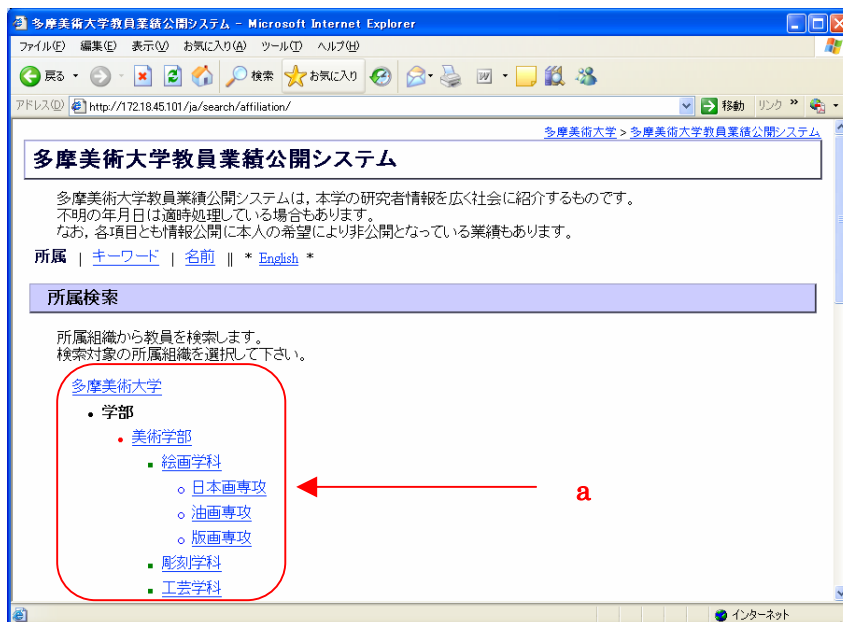 多摩美術大学教員業績公開システム - Microsoft Internet Explorer
ファイル(F) 編集(E) 表示(V) お気に入り(A) ツール(T) ヘルプ(H)
戻る 検索 お気に入り
アドレス(D) http://172.18.45.101/ja/search/affiliation/ 移動 リンク »
多摩美術大学 > 多摩美術大学教員業績公開システム
多摩美術大学教員業績公開システム
多摩美術大学教員業績公開システムは, 本学の研究者情報を広く社会に紹介するものです。
不明の年月日は適時処理している場合もあります。
なお, 各項目とも情報公開に本人の希望により非公開となっている業績もあります。
所属 | キーワード | 名前 || * English *
所属検索
所属組織から教員を検索します。
検索対象の所属組織を選択して下さい。
多摩美術大学
学部
美術学部
絵画学科
日本画専攻
a
油画専攻
版画専攻
彫刻学科
工芸学科
インターネット